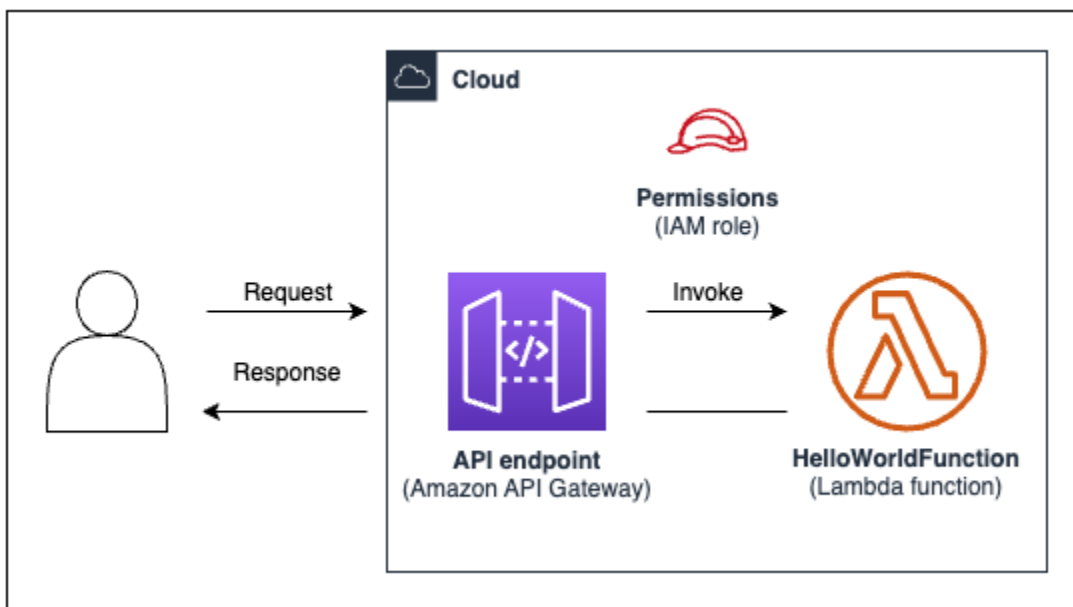 Cloud
Permissions
(IAM role)
Request
Invoke
Response
</>
API endpoint
(Amazon API Gateway)
HelloWorldFunction
(Lambda function)